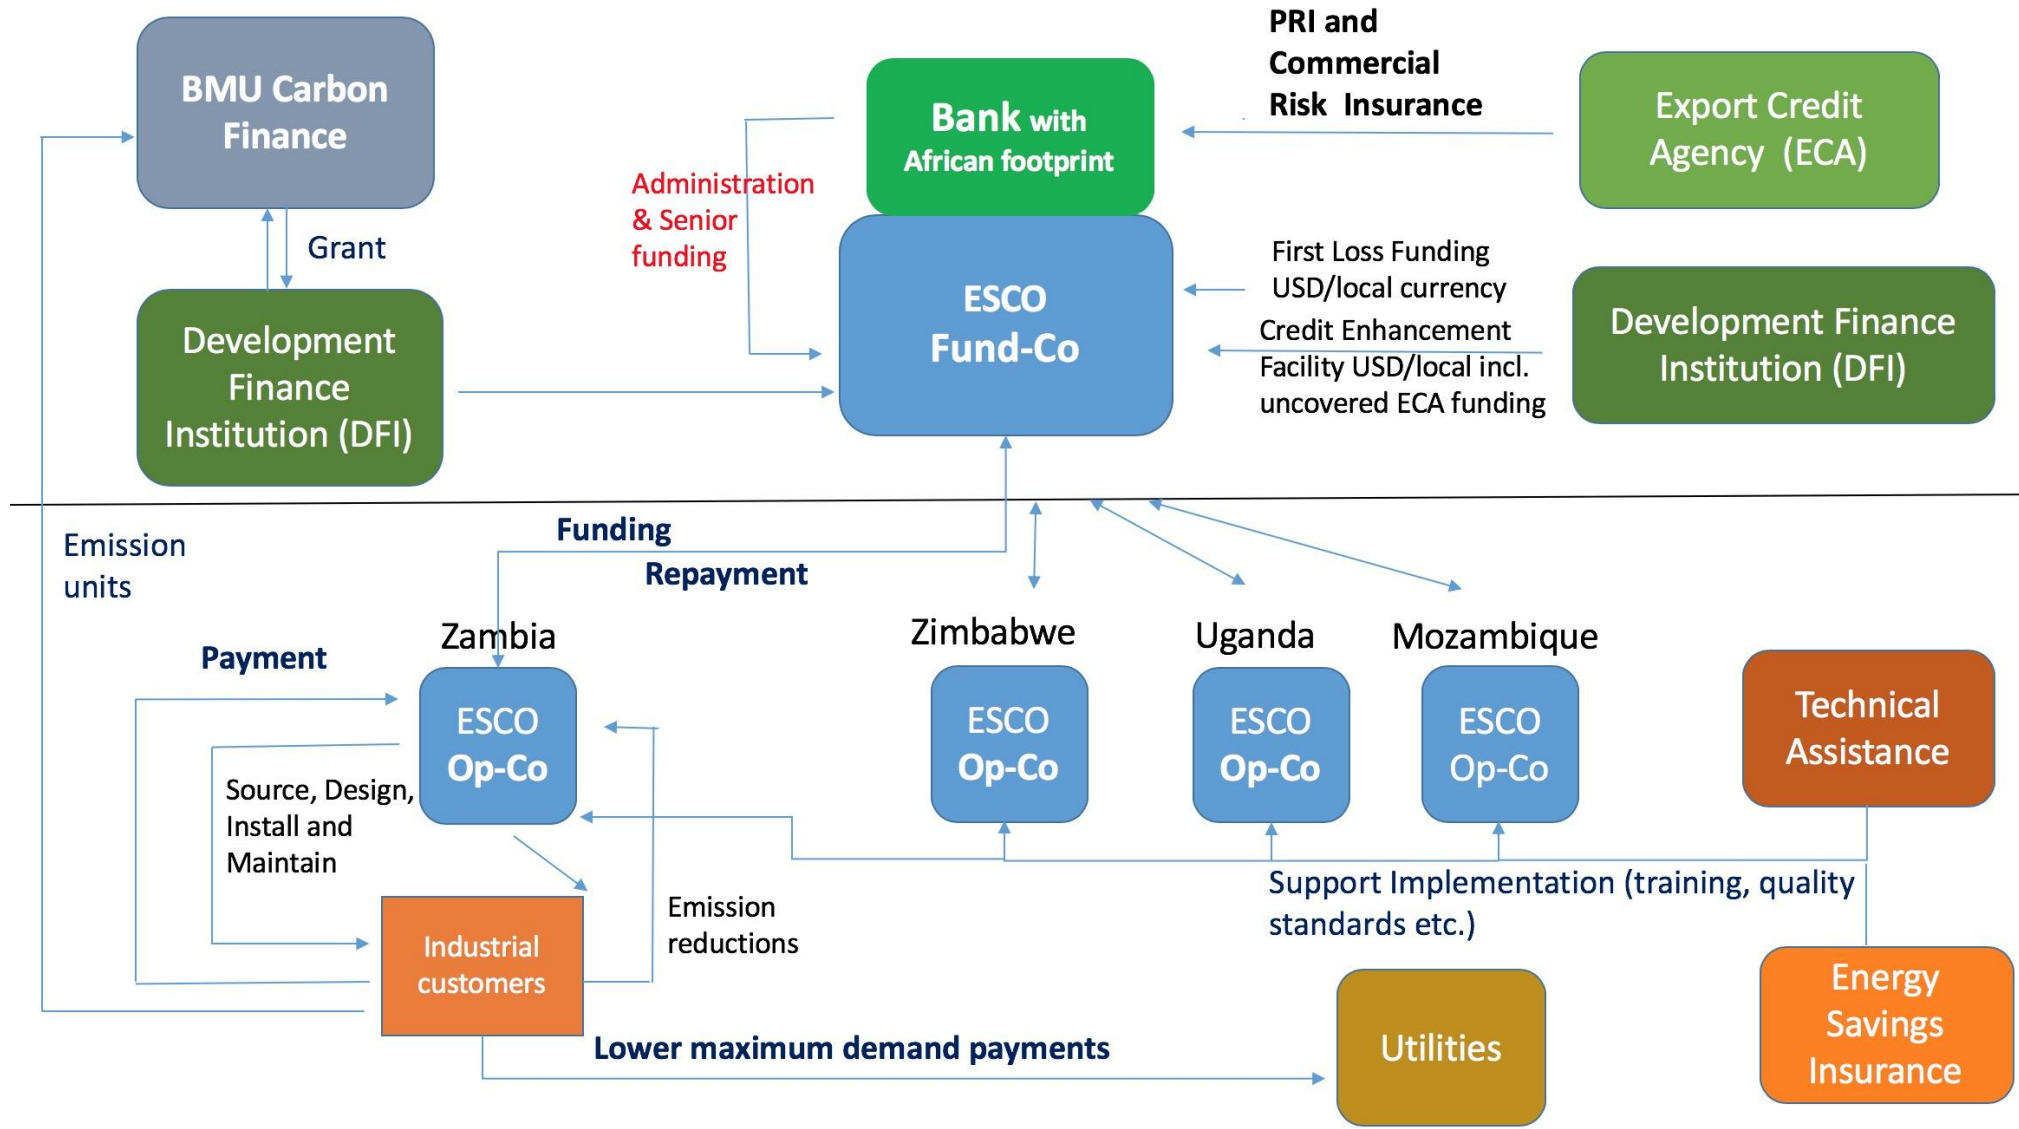 BMU Carbon
Finance
Grant
Development
Finance
Institution (DFI)
Administration
& Senior
funding
Bank with
African footprint
ESCO
Fund-Co
PRI and
Commercial
Risk Insurance
Export Credit
Agency (ECA)
First Loss Funding
USD/local currency
Credit Enhancement
Facility USD/local incl.
uncovered ECA funding
Development Finance
Institution (DFI)
Emission
units
Funding
Repayment
Payment
Zambia
ESCO
Op-Co
Source, Design,
Install and
Maintain
Industrial
customers
Emission
reductions
Zimbabwe
ESCO
Op-Co
Uganda
ESCO
Op-Co
Mozambique
ESCO
Op-Co
Technical
Assistance
Support Implementation (training, quality
standards etc.)
Lower maximum demand payments
Utilities
Energy
Savings
Insurance